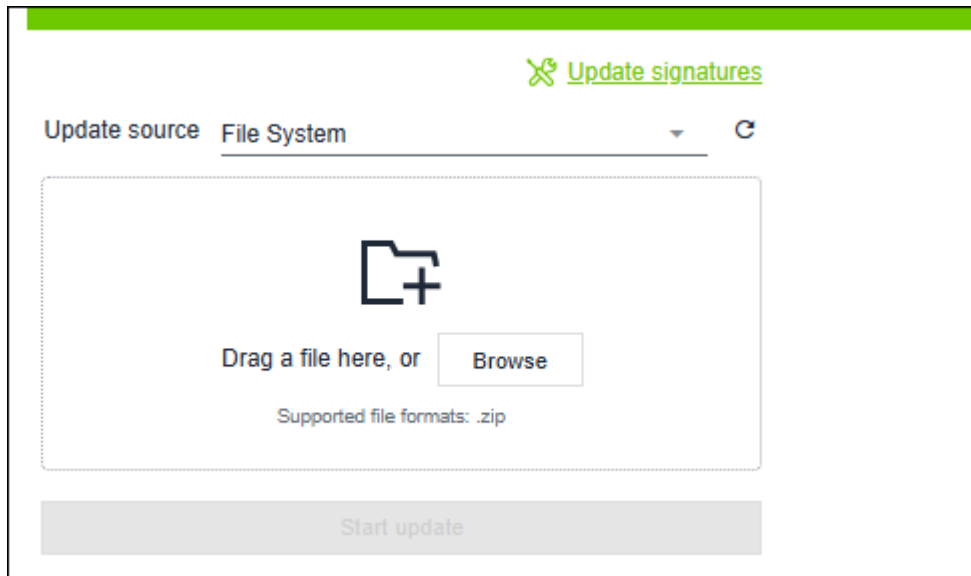 Update signatures
Update source File System
Drag a file here, or Browse
Supported file formats: .zip
Start update